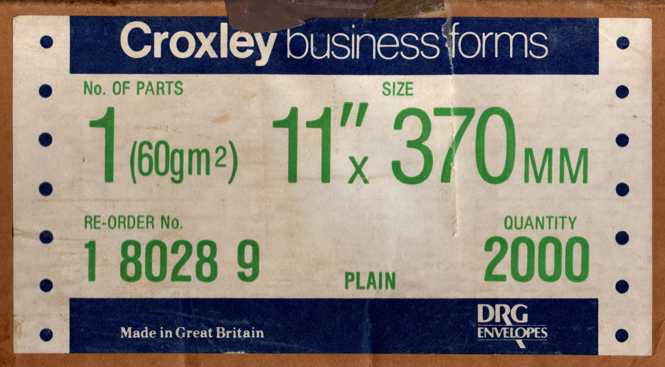 Croxley business forms
No. OF PARTS
SIZE
1 (60gm²)
11" x 370 MM
RE-ORDER No.
QUANTITY
1 8028 9
PLAIN
2000
Made in Great Britain
DRG
ENVELOPES